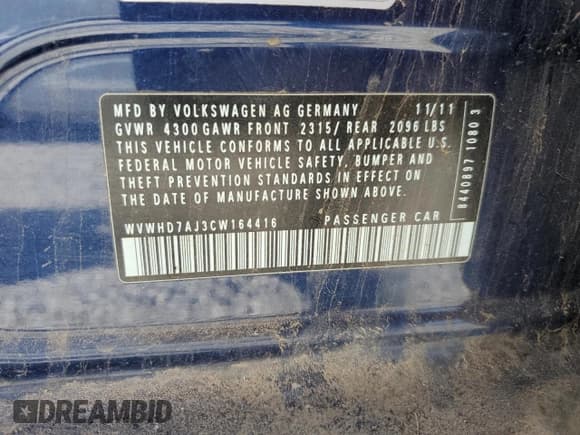 MFD BY VOLKSWAGEN AG GERMANY 11/11
GVWR 4300 GAWR FRONT 2315/ REAR 2096 LBS
THIS VEHICLE CONFORMS TO ALL APPLICABLE U.S.
FEDERAL MOTOR VEHICLE SAFETY, BUMPER AND
THEFT PREVENTION STANDARDS IN EFFECT ON
THE DATE OF MANUFACTURE SHOWN ABOVE.
WVWHD7AJ3CW164416 PASSENGER CAR
8440897 1080 3
DREAMBID